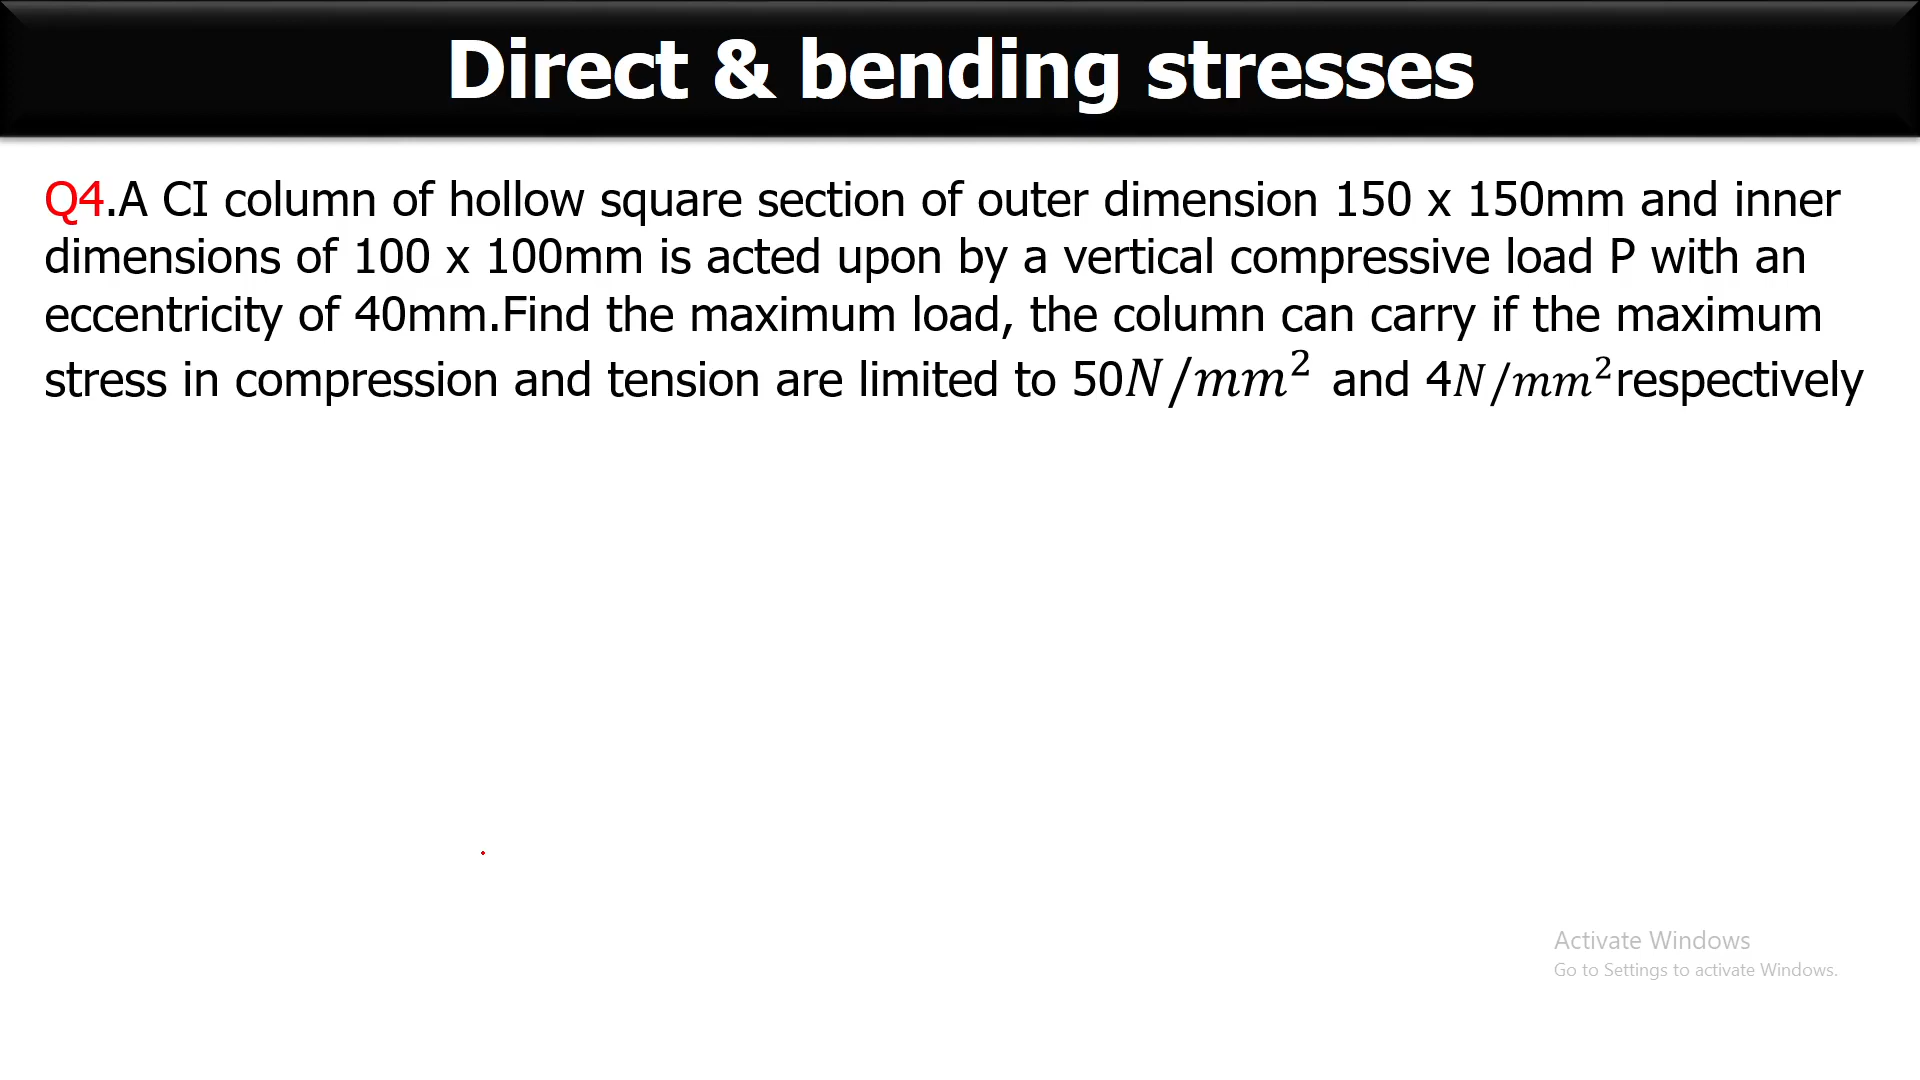 Direct & bending stresses
Q4.A CI column of hollow square section of outer dimension 150 x 150mm and inner
dimensions of 100 x 100mm is acted upon by a vertical compressive load P with an
eccentricity of 40mm.Find the maximum load, the column can carry if the maximum
stress in compression and tension are limited to 50N/mm² and 4N/mm²respectively
Activate Windows
Go to Settings to activate Windows.